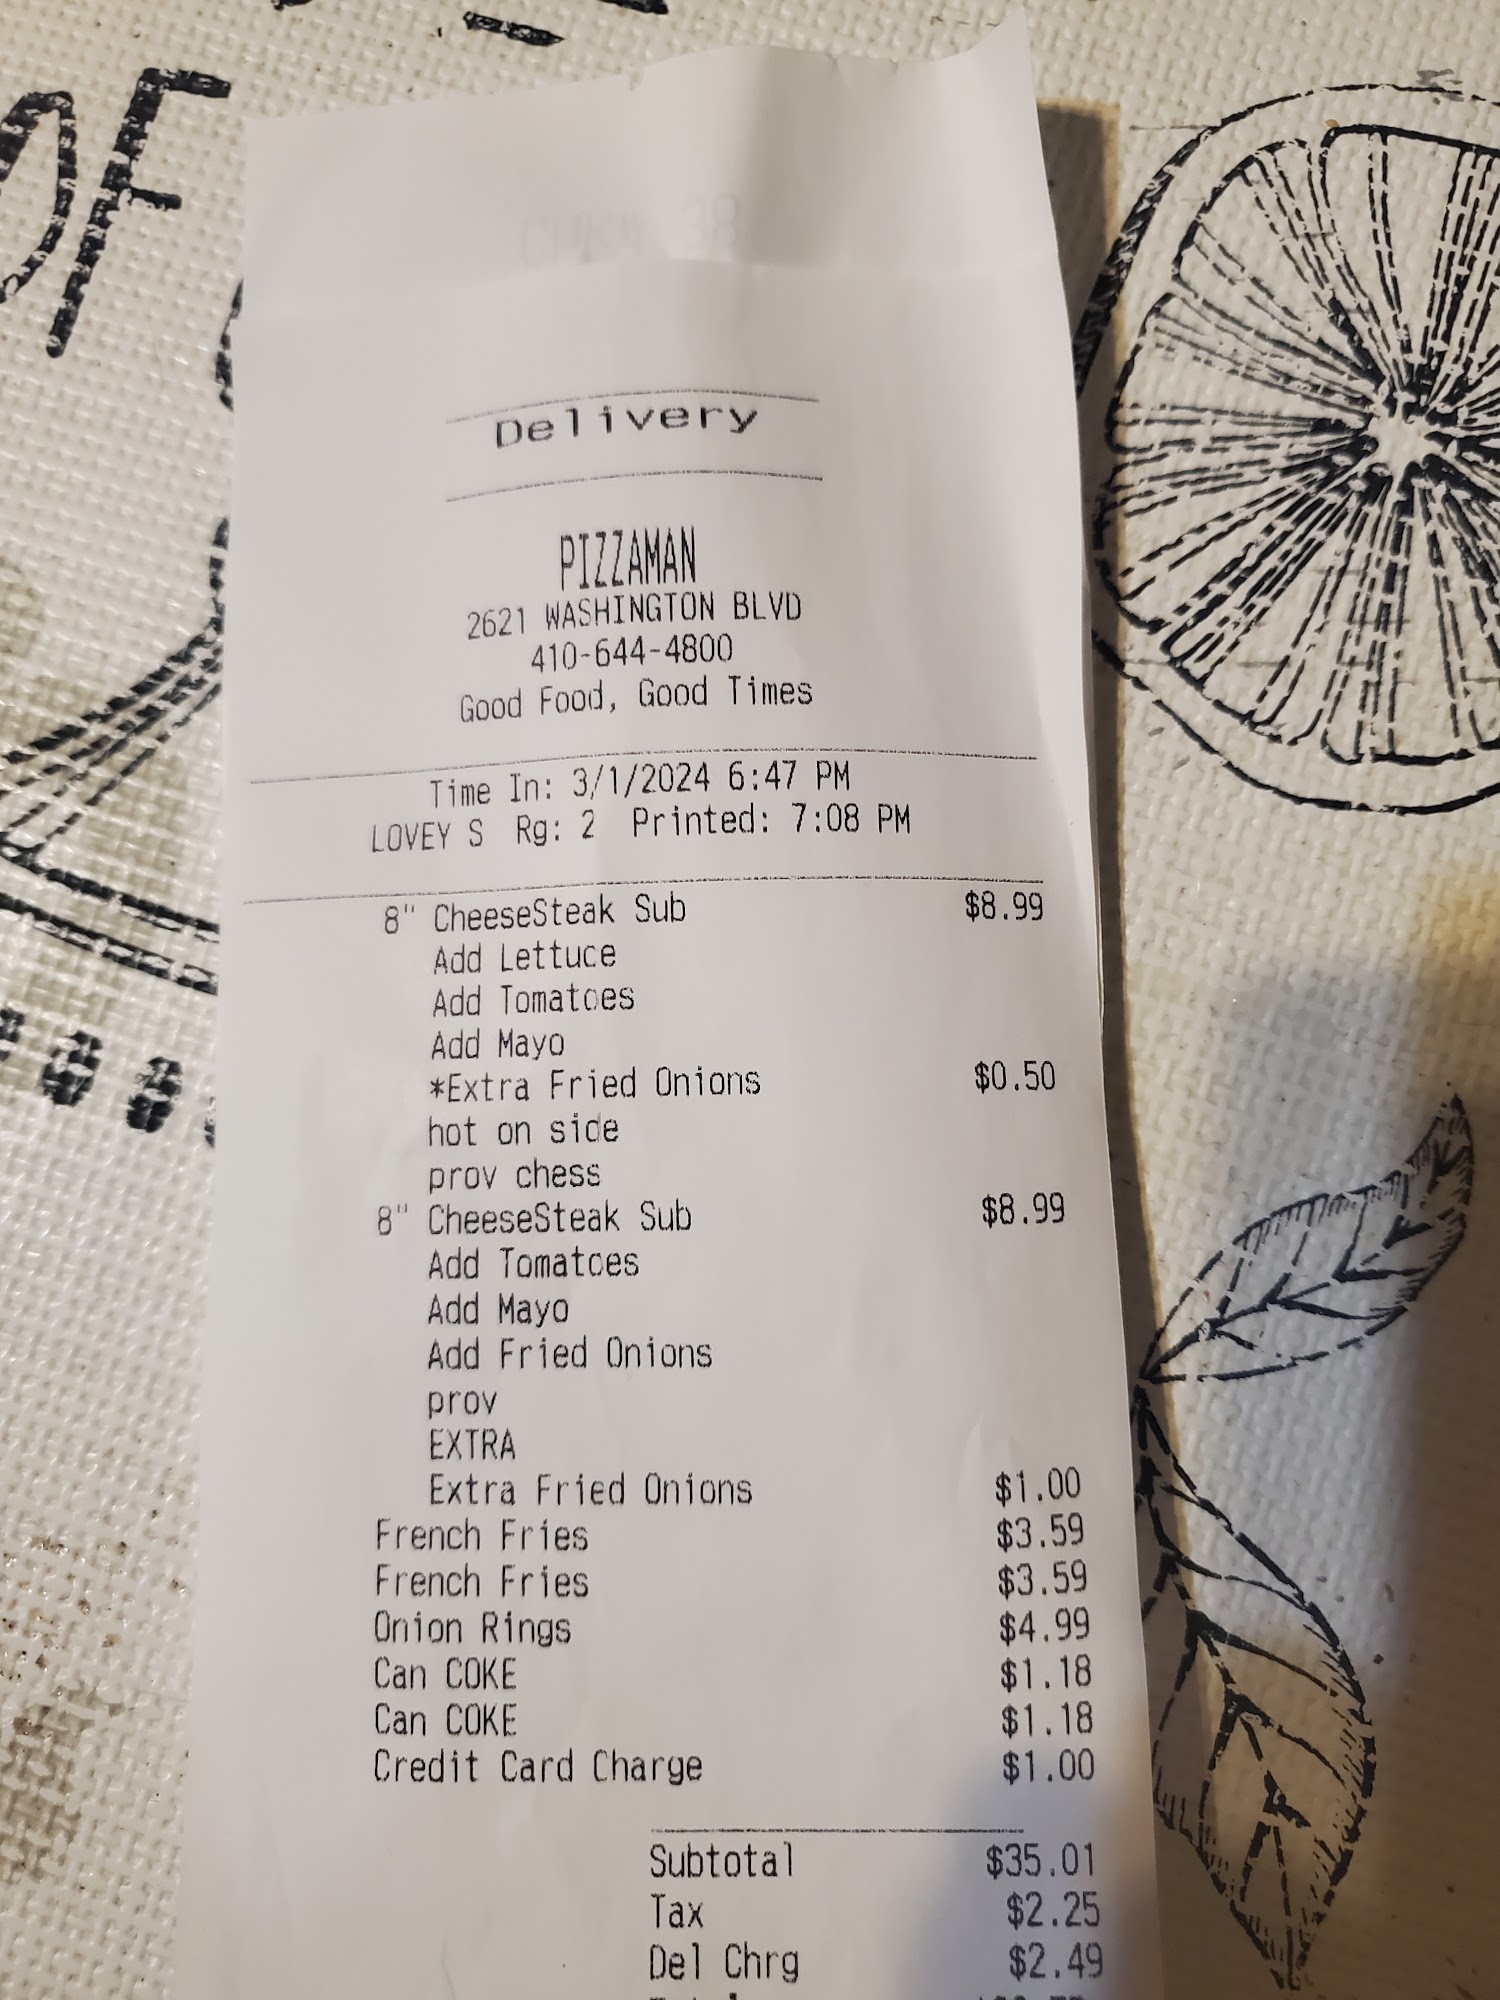 OF
Delivery
PIZZAMAN
2621 WASHINGTON BLVD
410-644-4800
Good Food, Good Times
Time In: 3/1/2024 6:47 PM
LOVEY S Rg: 2 Printed: 7:08 PM
8" CheeseSteak Sub $8.99
Add Lettuce
Add Tomatoes
Add Mayo
*Extra Fried Onions $0.50
hot on side
prov chess
8" CheeseSteak Sub $8.99
Add Tomatoes
Add Mayo
Add Fried Onions
prov
EXTRA
Extra Fried Onions $1.00
French Fries $3.59
French Fries $3.59
Onion Rings $4.99
Can COKE $1.18
Can COKE $1.18
Credit Card Charge $1.00
Subtotal $35.01
Tax $2.25
Del Chrg $2.49